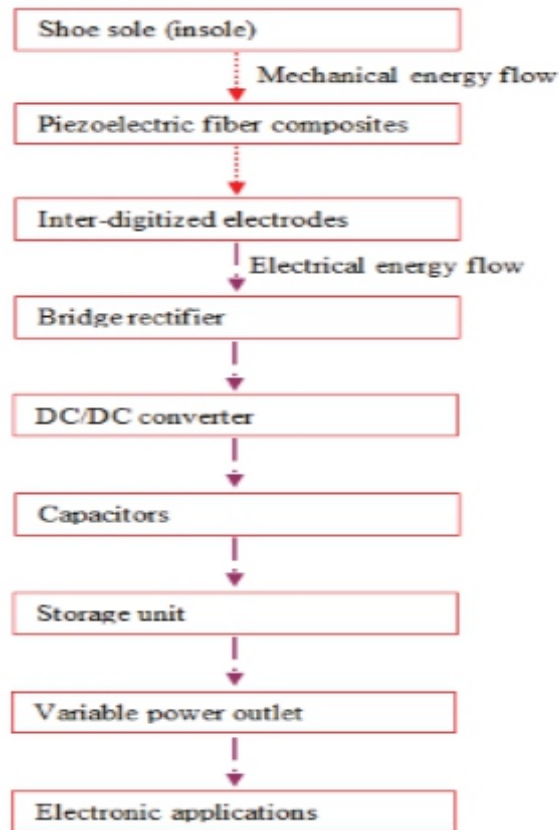 Shoe sole (insole)
Mechanical energy flow
Piezoelectric fiber composites
Inter-digitized electrodes
Electrical energy flow
Bridge rectifier
DC/DC converter
Capacitors
Storage unit
Variable power outlet
Electronic applications